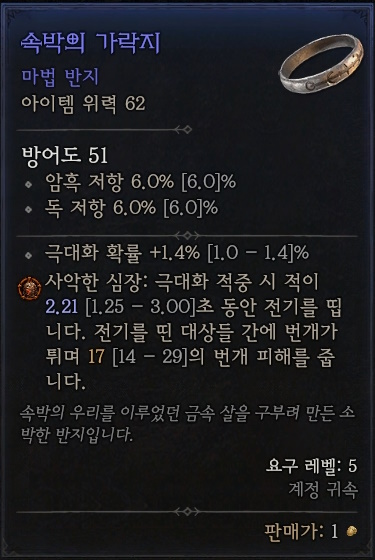 속박의 가락지
마법 반지
아이템 위력 62
방어도 51
암흑 저항 6.0% [6.0]%
독 저항 6.0% [6.0]%
극대화 확률 +1.4% [1.0 – 1.4]%
사악한 심장: 극대화 적중 시 적이
2.21 [1.25 – 3.00]초 동안 전기를 띱
니다. 전기를 띤 대상들 간에 번개가
튀며 17 [14 – 29]의 번개 피해를 줍
니다.
속박의 우리를 이루었던 금속 살을 구부려 만든 소
박한 반지입니다.
요구 레벨: 5
계정 귀속
판매가: 1